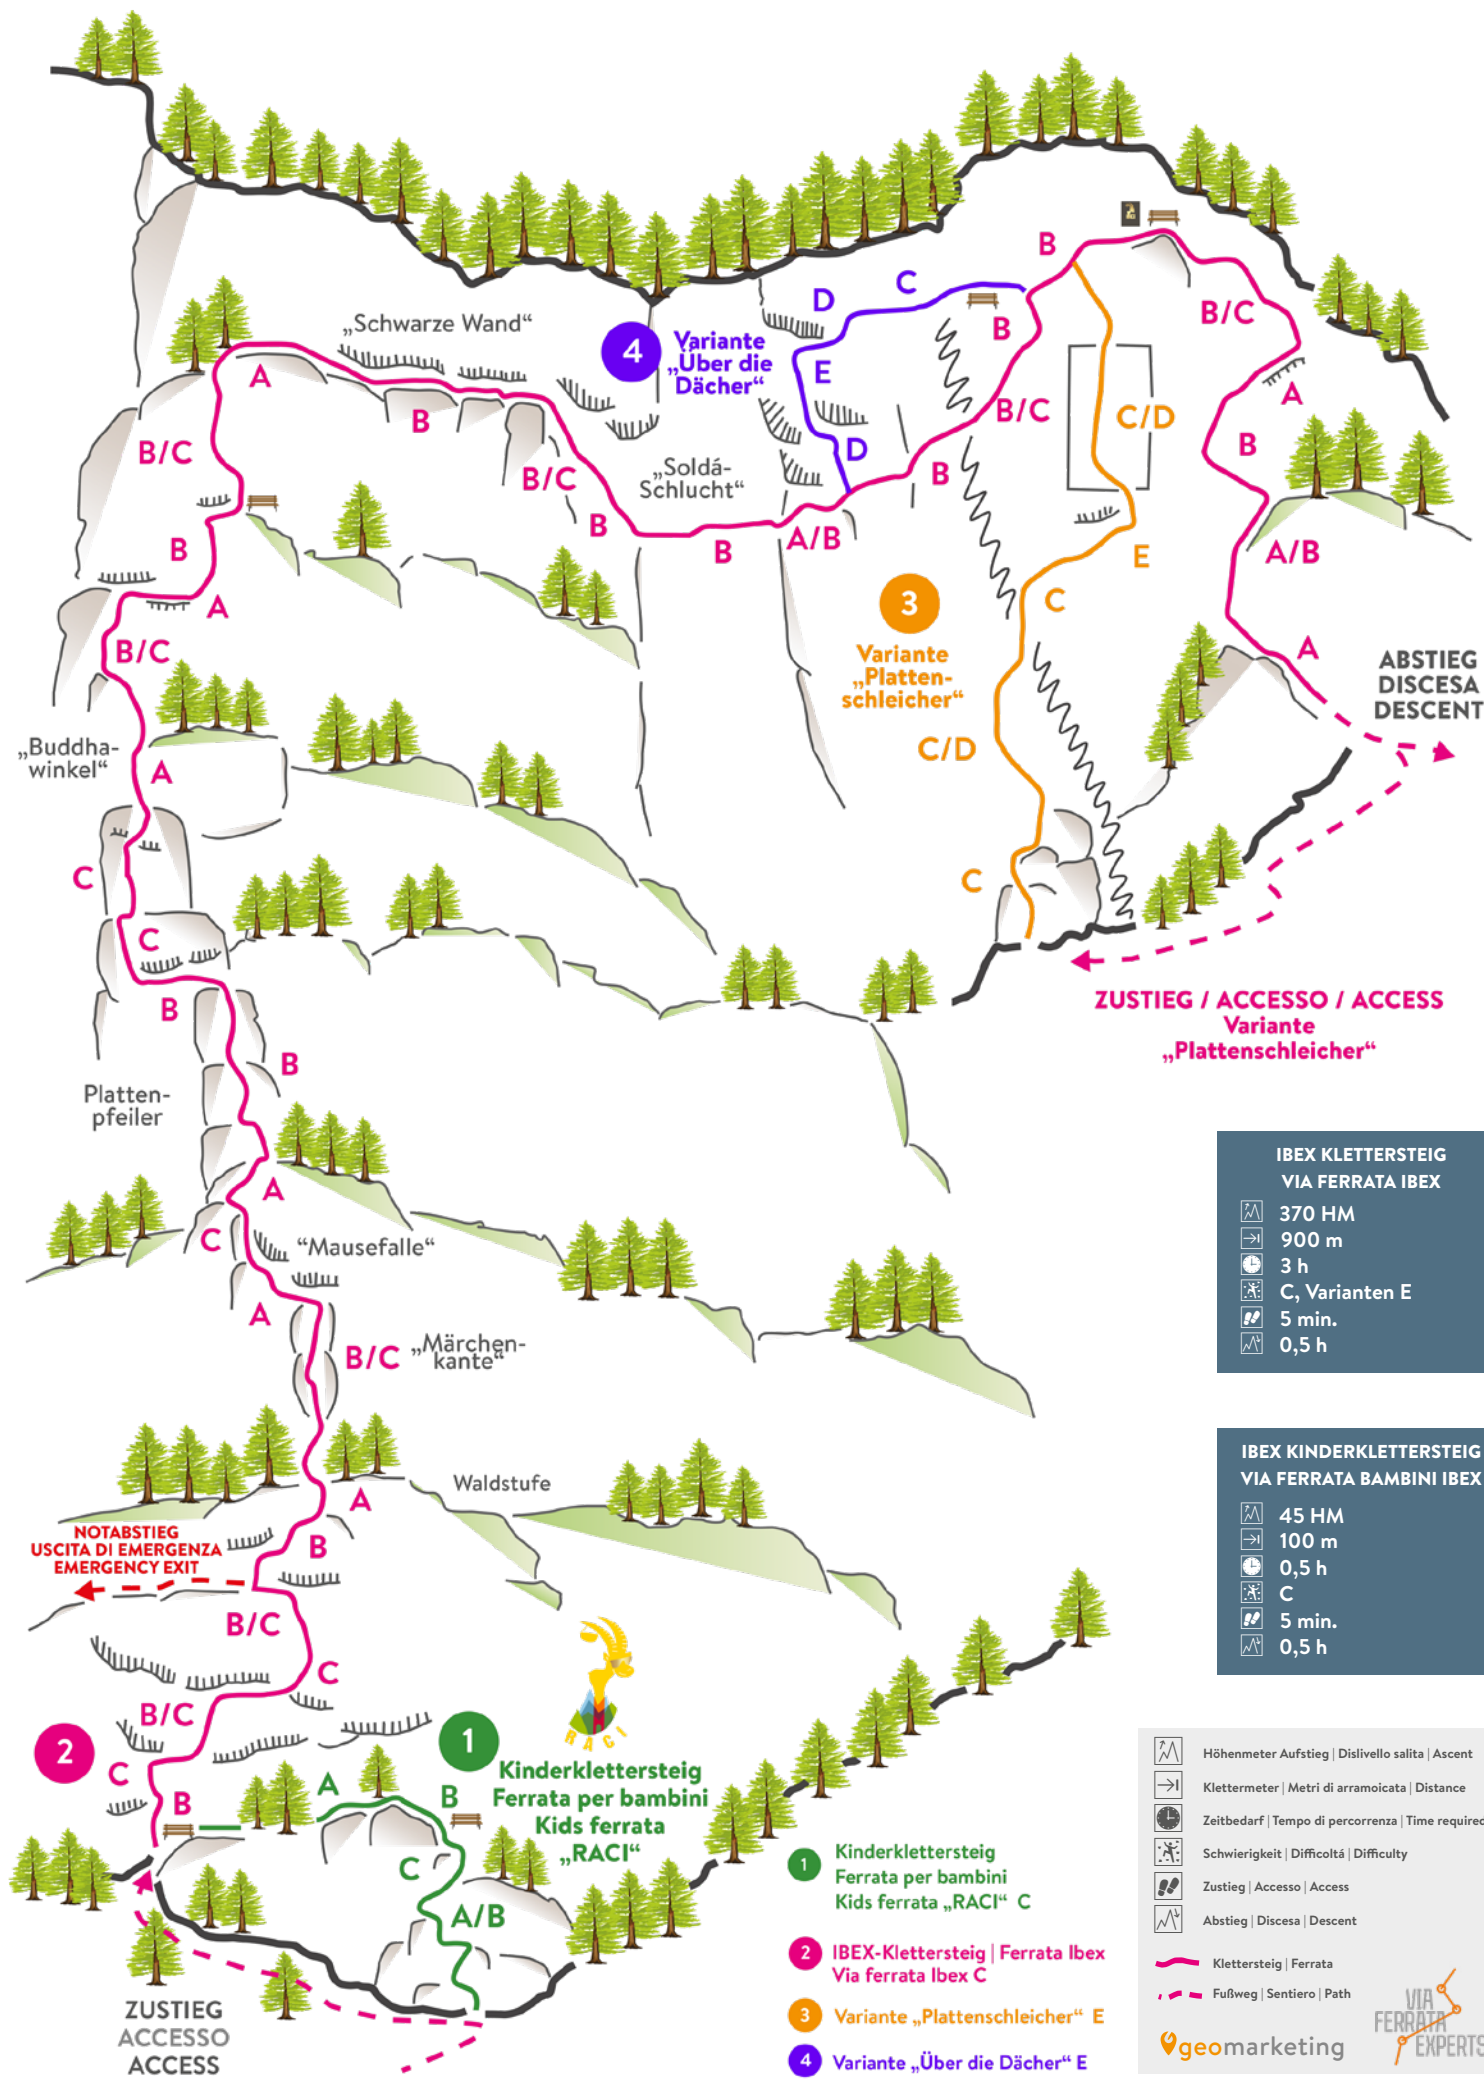 B
B
C
D
„Schwarze Wand“
4
Variante
„Über die
Dächer“
B/C
B
E
A
A
B/C
C/D
B
B/C
D
B
„Soldá-
Schlucht“
B/C
B
B
B
A/B
B
A/B
E
A
3
C
B/C
Variante
„Platten-
schleicher“
A
ABSTIEG
DISCESA
DESCENT
„Buddha-
winkel“
A
C/D
C
C
C
B
ZUSTIEG / ACCESSO / ACCESS
Variante
„Plattenschleicher“
B
Platten-
pfeiler
A
C
“Mausefalle“
A
B/C
„Märchen-
kante“
IBEX KLETTERSTEIG
VIA FERRATA IBEX
370 HM
900 m
3 h
C, Varianten E
5 min.
0,5 h
Waldstufe
A
B
NOTABSTIEG
USCITA DI EMERGENZA
EMERGENCY EXIT
B/C
C
B/C
IBEX KINDERKLETTERSTEIG
VIA FERRATA BAMBINI IBEX
45 HM
100 m
0,5 h
C
5 min.
0,5 h
RACI
2
C
B
1
A
B
Kinderklettersteig
Ferrata per bambini
Kids ferrata
„RACI“
C
A/B
ZUSTIEG
ACCESSO
ACCESS
1
Kinderklettersteig
Ferrata per bambini
Kids ferrata „RACI“ C
2
IBEX-Klettersteig | Ferrata Ibex
Via ferrata Ibex C
3
Variante „Plattenschleicher“ E
4
Variante „Über die Dächer“ E
Höhenmeter Aufstieg | Dislivello salita | Ascent
Klettermeter | Metri di arramoicata | Distance
Zeitbedarf | Tempo di percorrenza | Time required
Schwierigkeit | Difficoltá | Difficulty
Zustieg | Accesso | Access
Abstieg | Discesa | Descent
Klettersteig | Ferrata
Fußweg | Sentiero | Path
geomarketing
VIA
FERRATA
EXPERTS